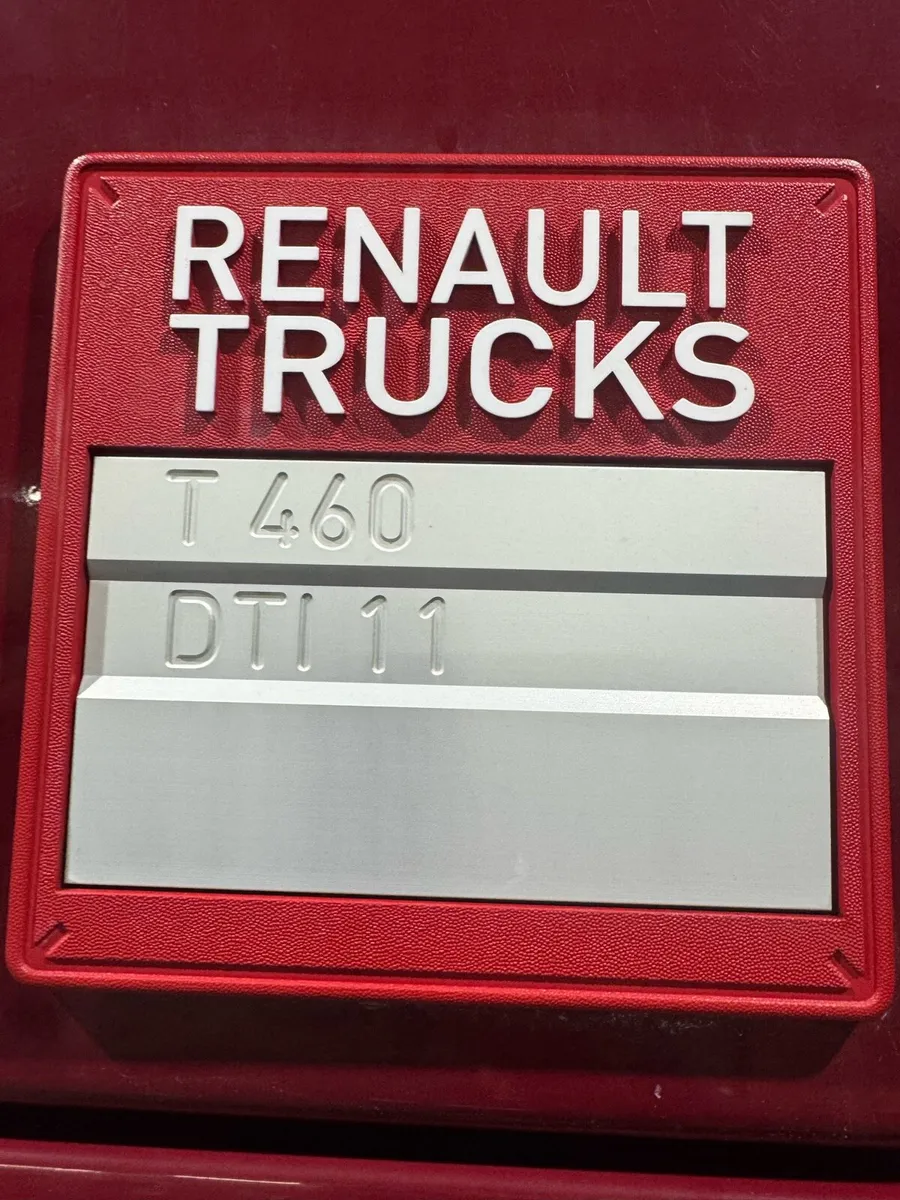 RENAULT
TRUCKS
T 460
DTI 11